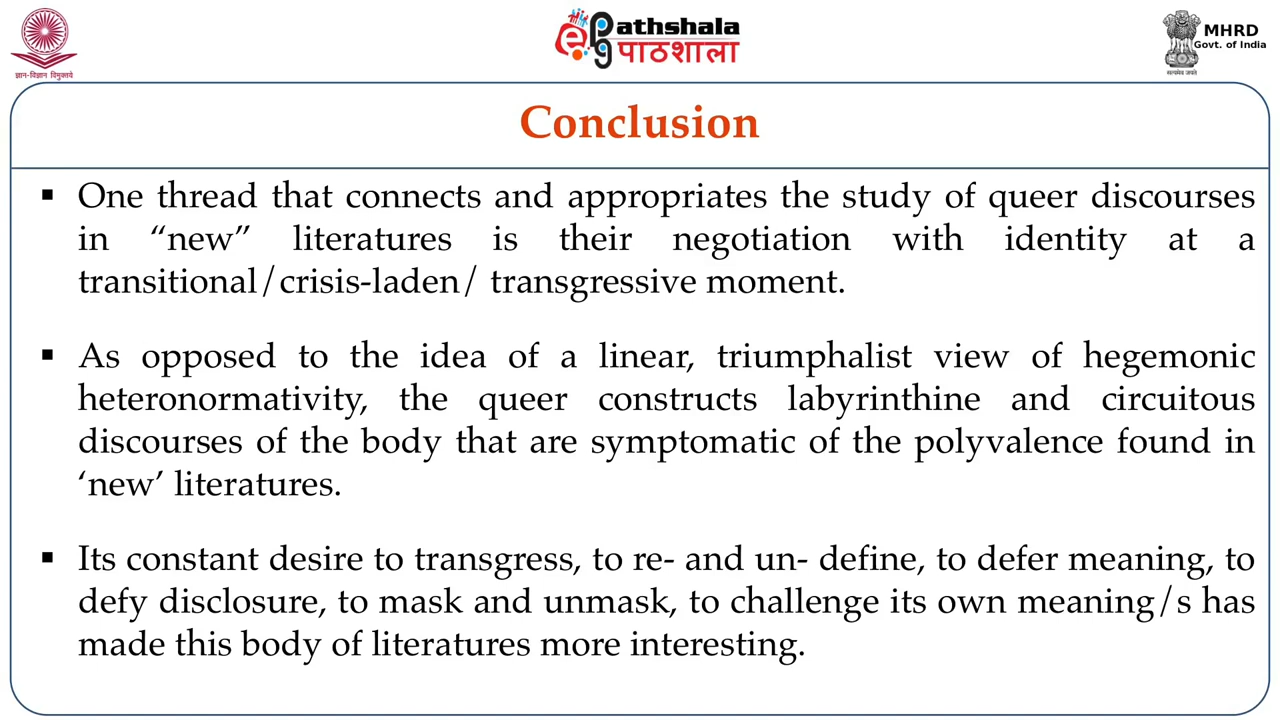 ज्ञान-विज्ञान विमुक्तये
ePg Pathshala
पाठशाला
MHRD
Govt. of India
सत्यमेव जयते
Conclusion
▪ One thread that connects and appropriates the study of queer discourses
in “new” literatures is their negotiation with identity at a
transitional/crisis-laden/ transgressive moment.
▪ As opposed to the idea of a linear, triumphalist view of hegemonic
heteronormativity, the queer constructs labyrinthine and circuitous
discourses of the body that are symptomatic of the polyvalence found in
‘new’ literatures.
▪ Its constant desire to transgress, to re- and un- define, to defer meaning, to
defy disclosure, to mask and unmask, to challenge its own meaning/s has
made this body of literatures more interesting.